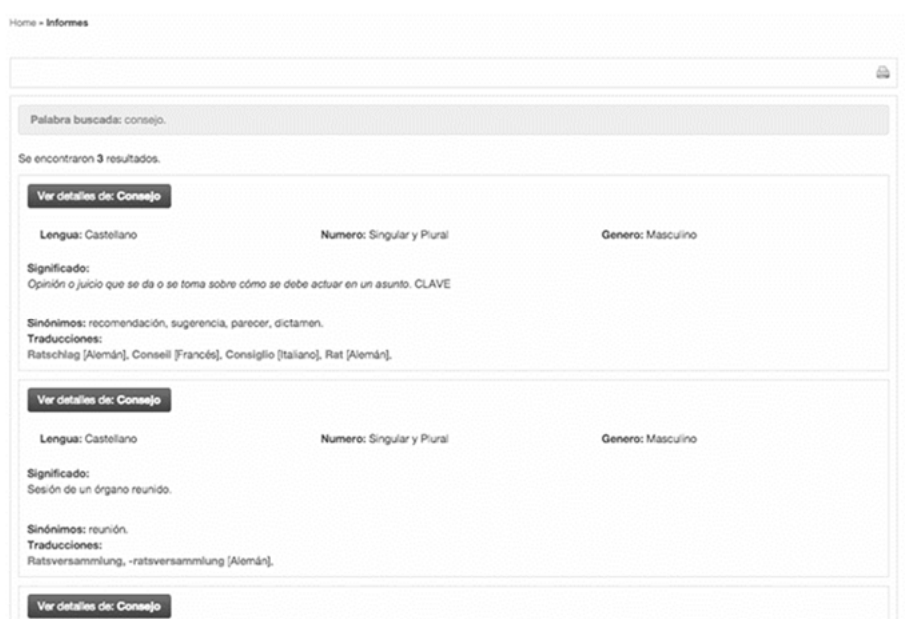 Home » Informes
Palabra buscada: consejo.
Se encontraron 3 resultados.
Ver detalles de: Consejo
Lengua: Castellano Numero: Singular y Plural Genero: Masculino
Significado:
Opinión o juicio que se da o se toma sobre cómo se debe actuar en un asunto. CLAVE
Sinónimos: recomendación, sugerencia, parecer, dictamen.
Traducciones:
Ratschlag [Alemán], Conseil [Francés], Consiglio [Italiano], Rat [Alemán],
Ver detalles de: Consejo
Lengua: Castellano Numero: Singular y Plural Genero: Masculino
Significado:
Sesión de un órgano reunido.
Sinónimos: reunión.
Traducciones:
Ratsversammlung, -ratsversammlung [Alemán],
Ver detalles de: Consejo